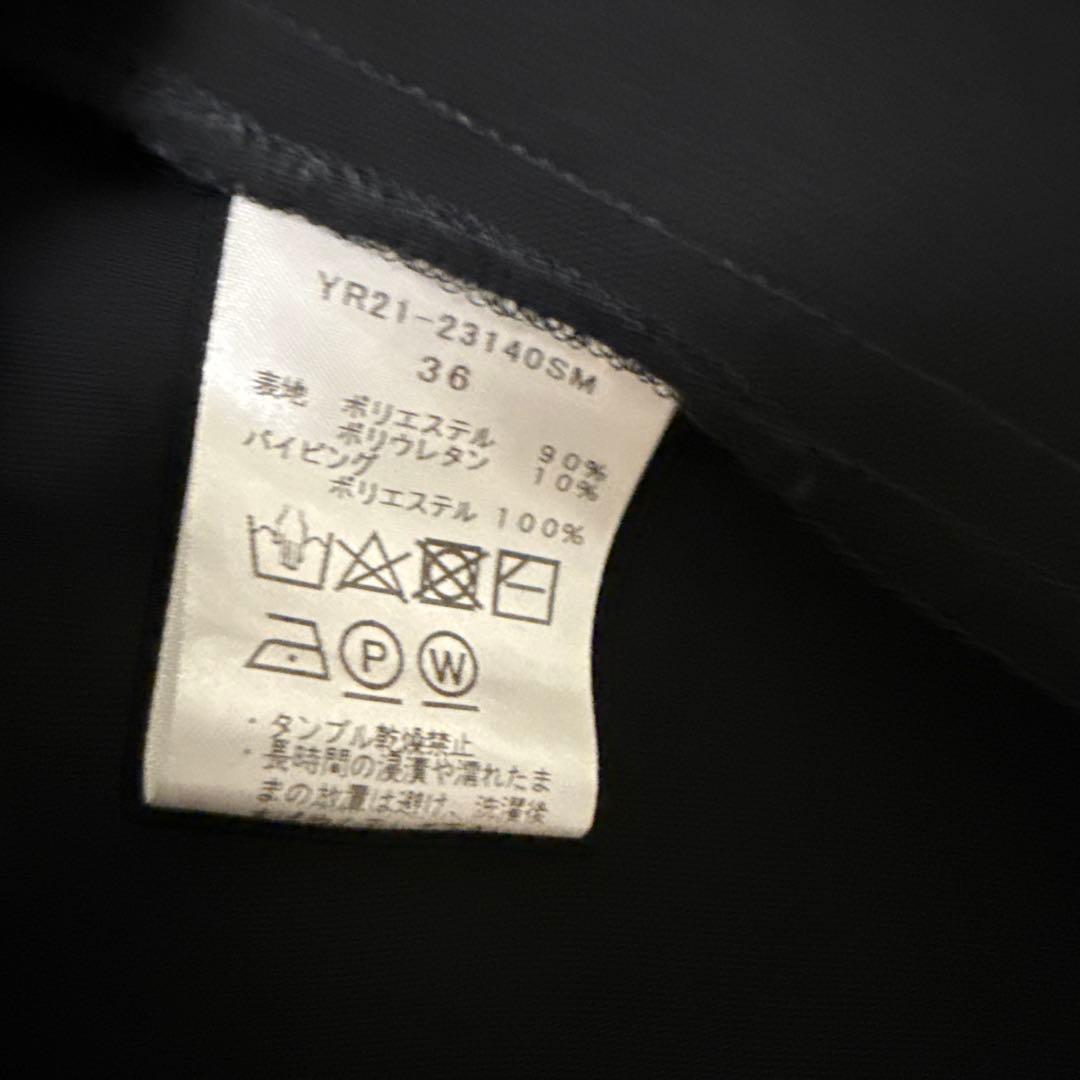 YR21-23140SM
36
表地 ポリエステル 90%
ポリウレタン 10%
パイピング
ポリエステル 100%
P W
・タンブル乾燥禁止
・長時間の浸漬や濡れたま
まの放置は避け、洗濯後